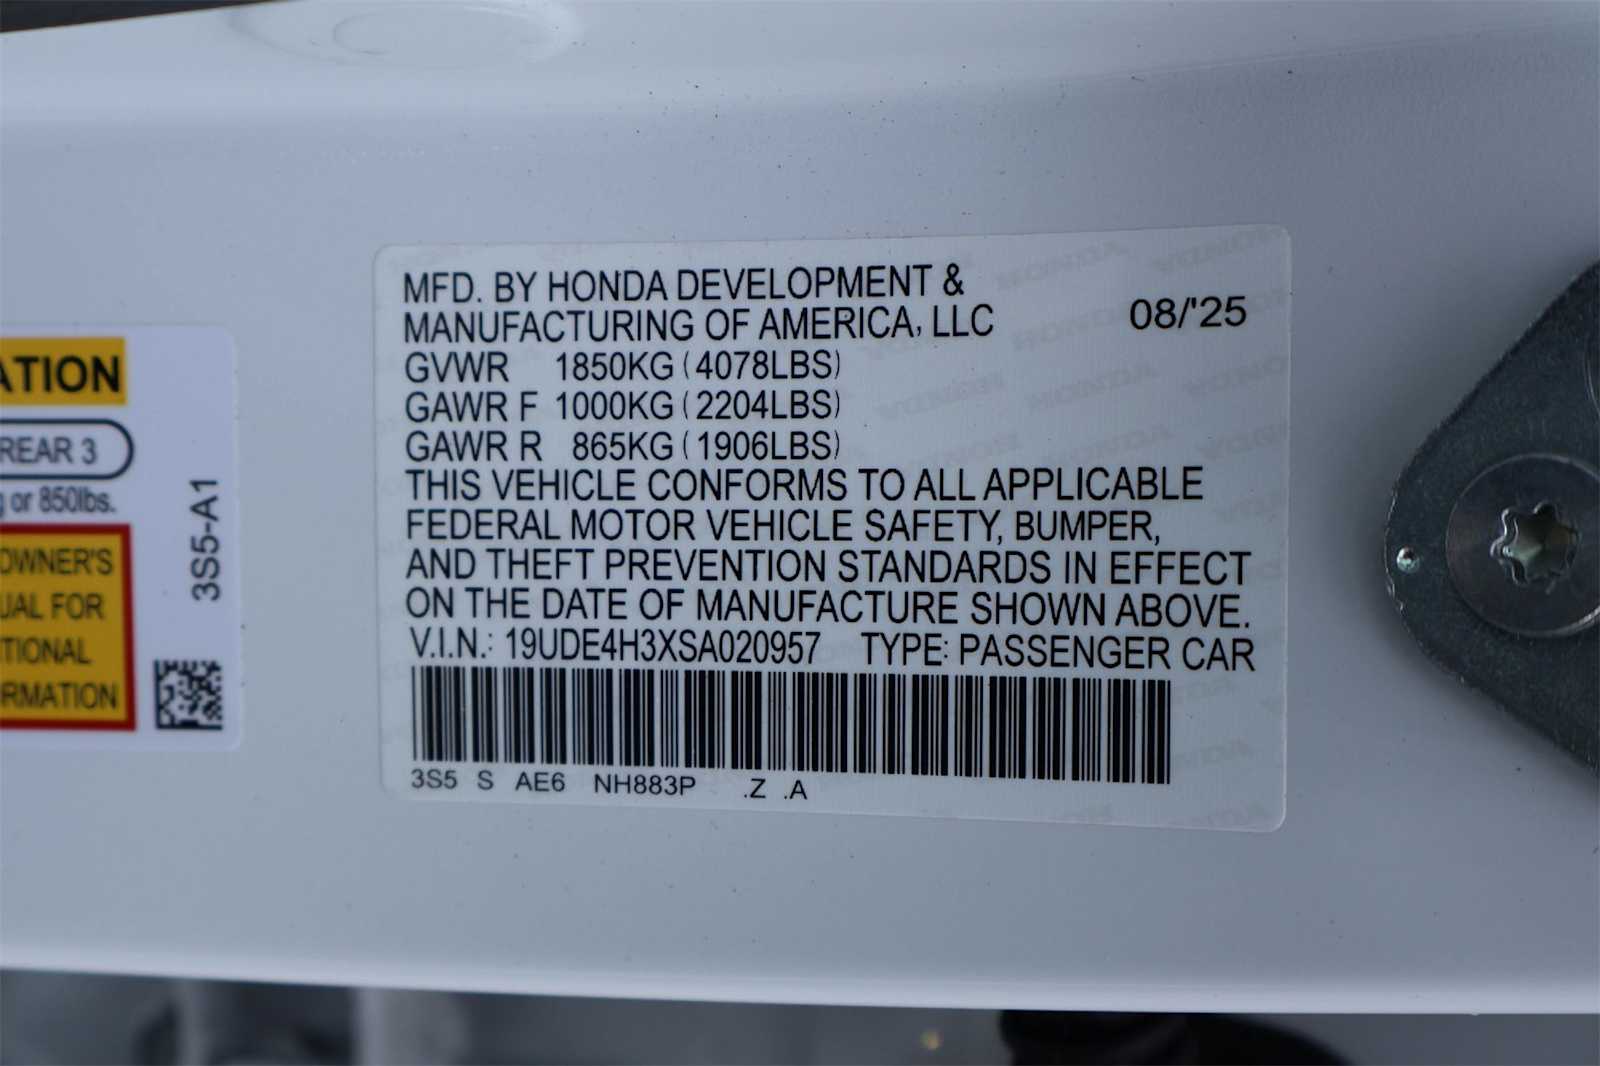 MFD. BY HONDA DEVELOPMENT &
MANUFACTURING OF AMERICA, LLC 08/'25
GVWR 1850KG (4078LBS)
GAWR F 1000KG (2204LBS)
GAWR R 865KG (1906LBS)
THIS VEHICLE CONFORMS TO ALL APPLICABLE
FEDERAL MOTOR VEHICLE SAFETY, BUMPER,
AND THEFT PREVENTION STANDARDS IN EFFECT
ON THE DATE OF MANUFACTURE SHOWN ABOVE.
V.I.N.: 19UDE4H3XSA020957 TYPE: PASSENGER CAR
3S5 S AE6 NH883P .Z .A
ATION
REAR 3
g or 850lbs.
OWNER'S
UAL FOR
TIONAL
RMATION
3S5-A1
HONDA